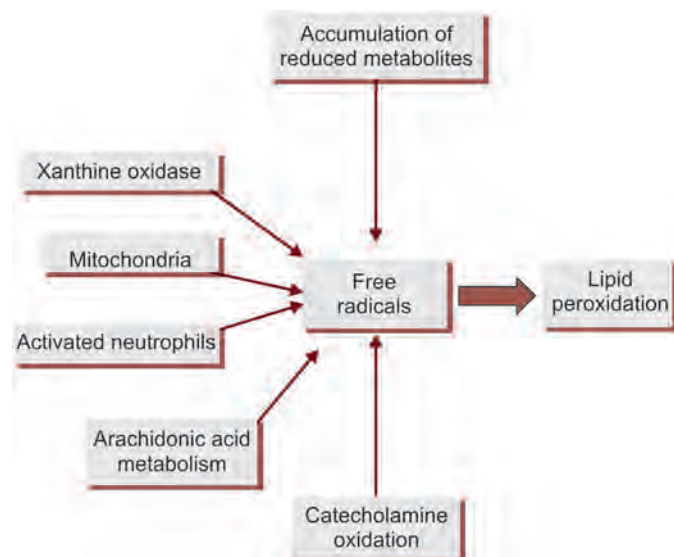 Accumulation of
reduced metabolites
Xanthine oxidase
Mitochondria
Activated neutrophils
Arachidonic acid
metabolism
Free
radicals
Lipid
peroxidation
Catecholamine
oxidation